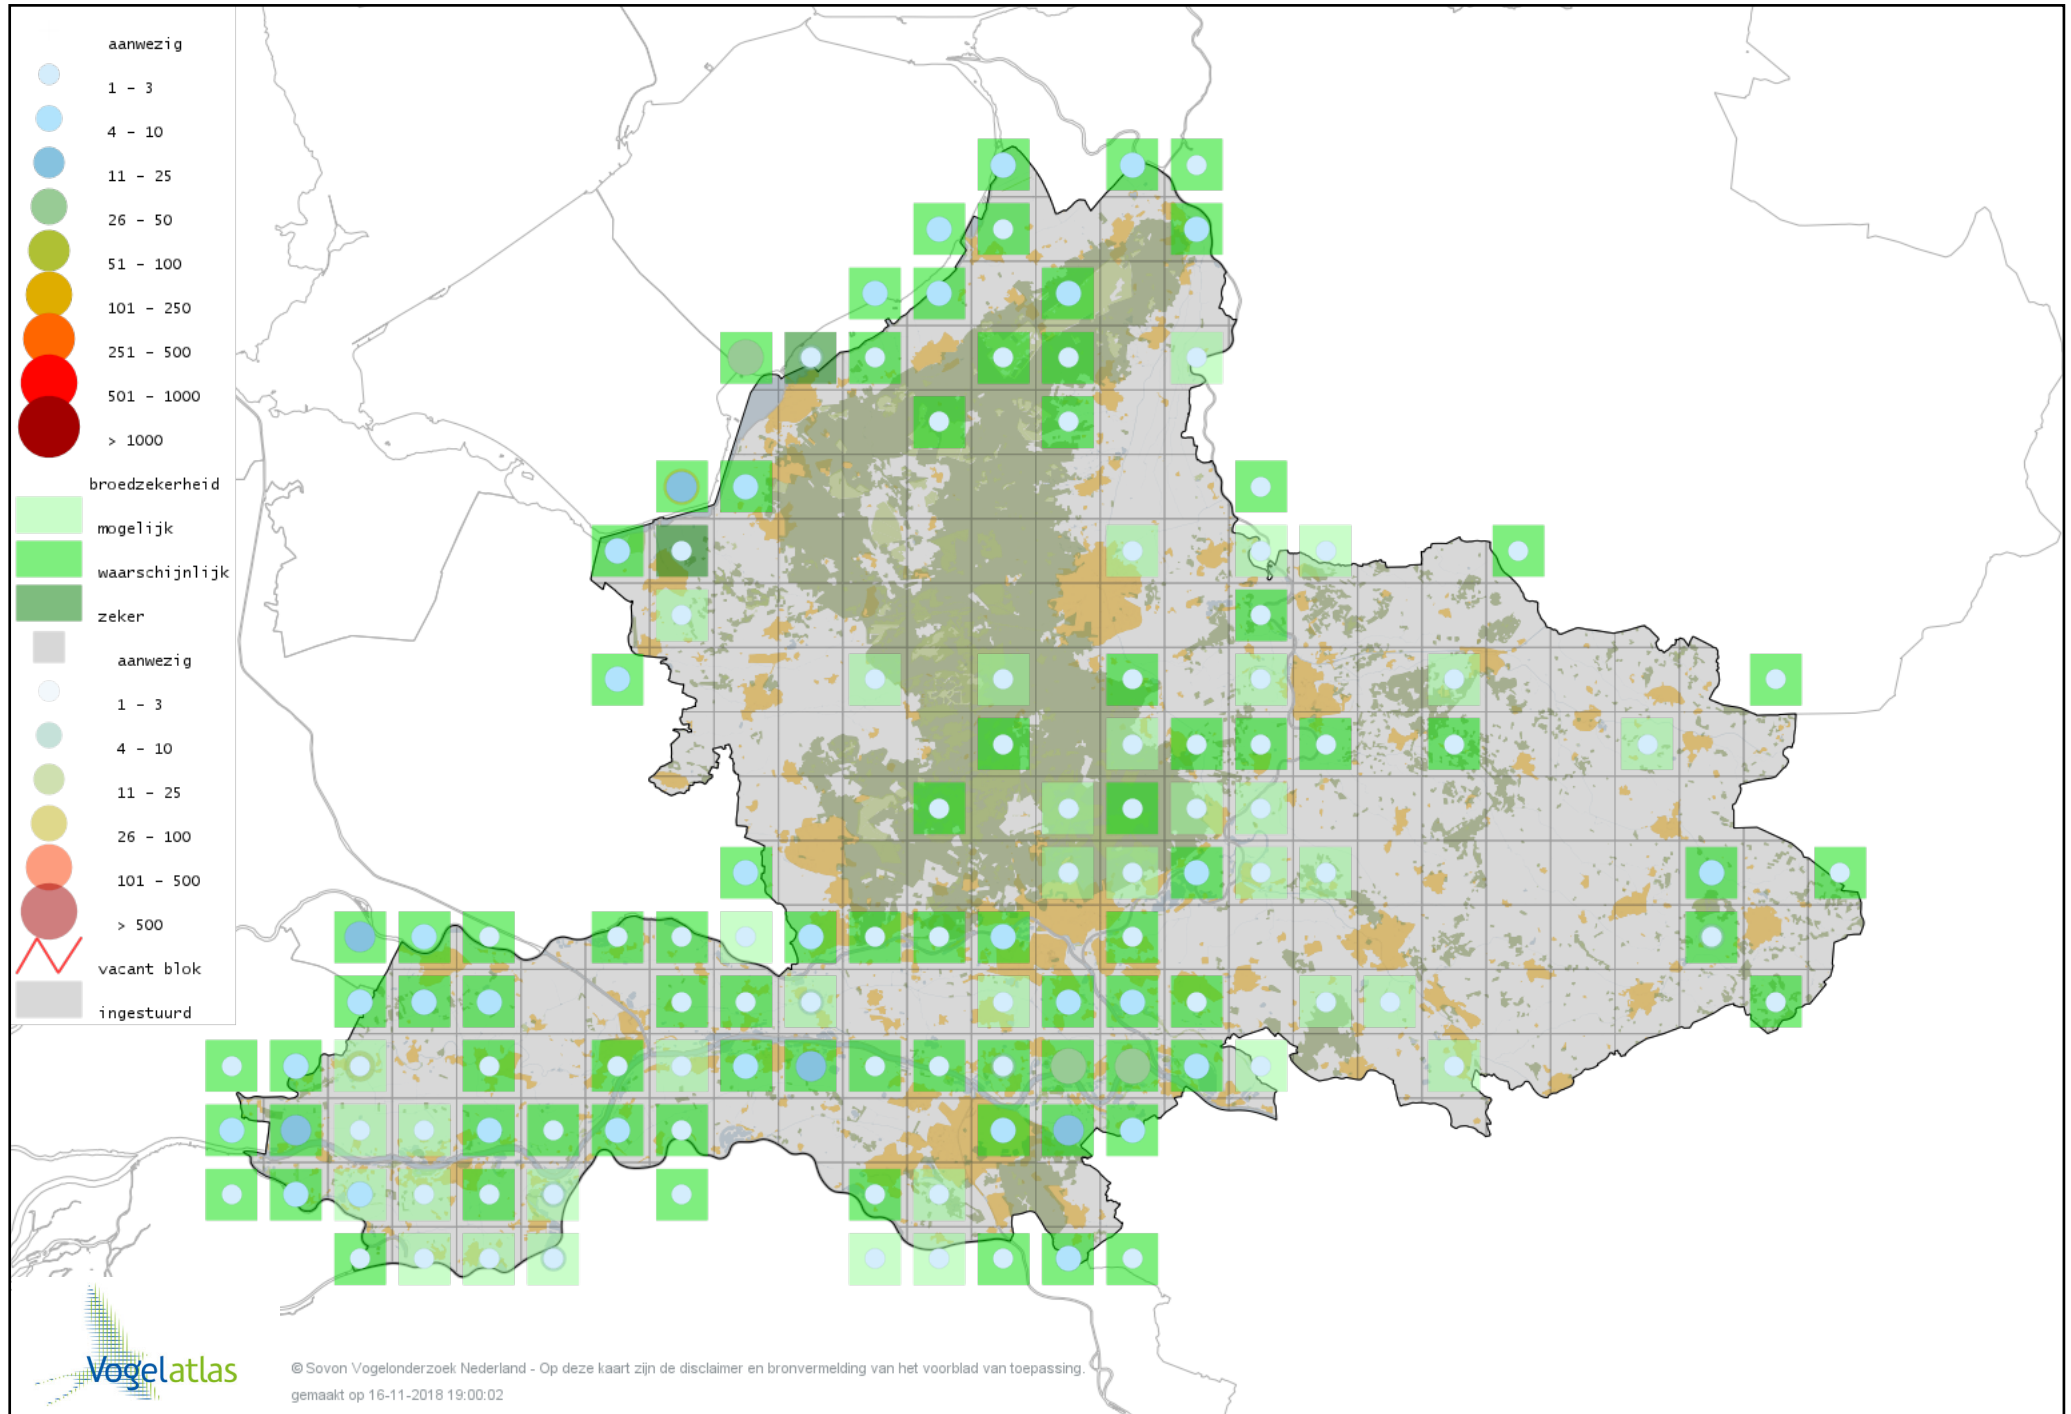 aanwezig
1 - 3
4 - 10
11 - 25
26 - 50
51 - 100
101 - 250
251 - 500
501 - 1000
> 1000
broedzekerheid
mogelijk
waarschijnlijk
zeker
aanwezig
1 - 3
4 - 10
11 - 25
26 - 100
101 - 500
> 500
vacant blok
ingestuurd
Vogelatlas
© Sovon Vogelonderzoek Nederland - Op deze kaart zijn de disclaimer en bronvermelding van het voorblad van toepassing.
gemaakt op 16-11-2018 19:00:02